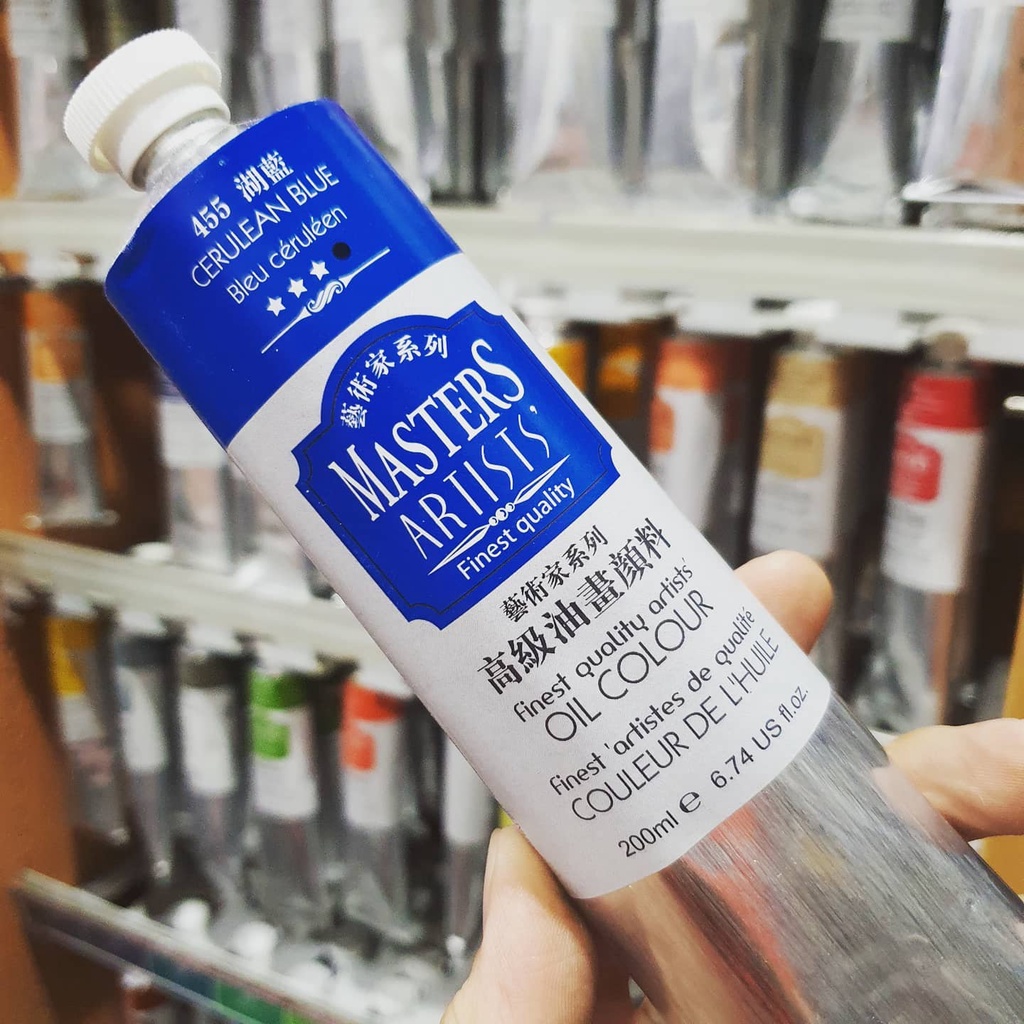 455 湖藍
CERULEAN BLUE
Bleu céruléen
藝術家系列
MASTERS
ARTISTS'
Finest quality
藝術家系列
高級油畫顏料
finest quality artists'
OIL COLOUR
finest 'artistes de qualité
COULEUR DE L'HUILE
200ml e 6.74 US fl.oz.